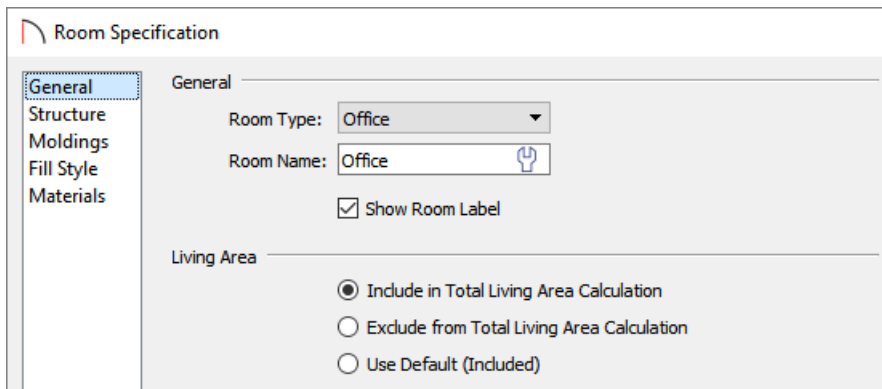 Room Specification
General
Structure
Moldings
Fill Style
Materials
General
Room Type: Office
Room Name: Office
Show Room Label
Living Area
Include in Total Living Area Calculation
Exclude from Total Living Area Calculation
Use Default (Included)